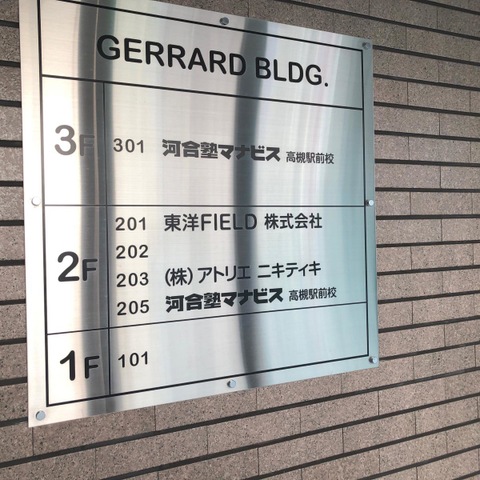 GERRARD BLDG.
3F 301 河合塾マナビス 高槻駅前校
2F 201 東洋FIELD 株式会社
202
203 (株)アトリエ ニキティキ
205 河合塾マナビス 高槻駅前校
1F 101